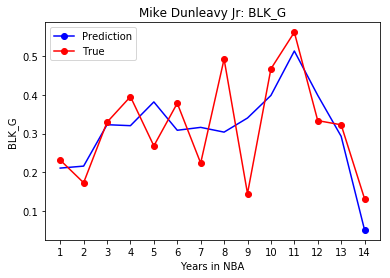 Mike Dunleavy Jr: BLK_G
Prediction
True
0.5
0.4
0.3
0.2
0.1
BLK_G
1 2 3 4 5 6 7 8 9 10 11 12 13 14
Years in NBA